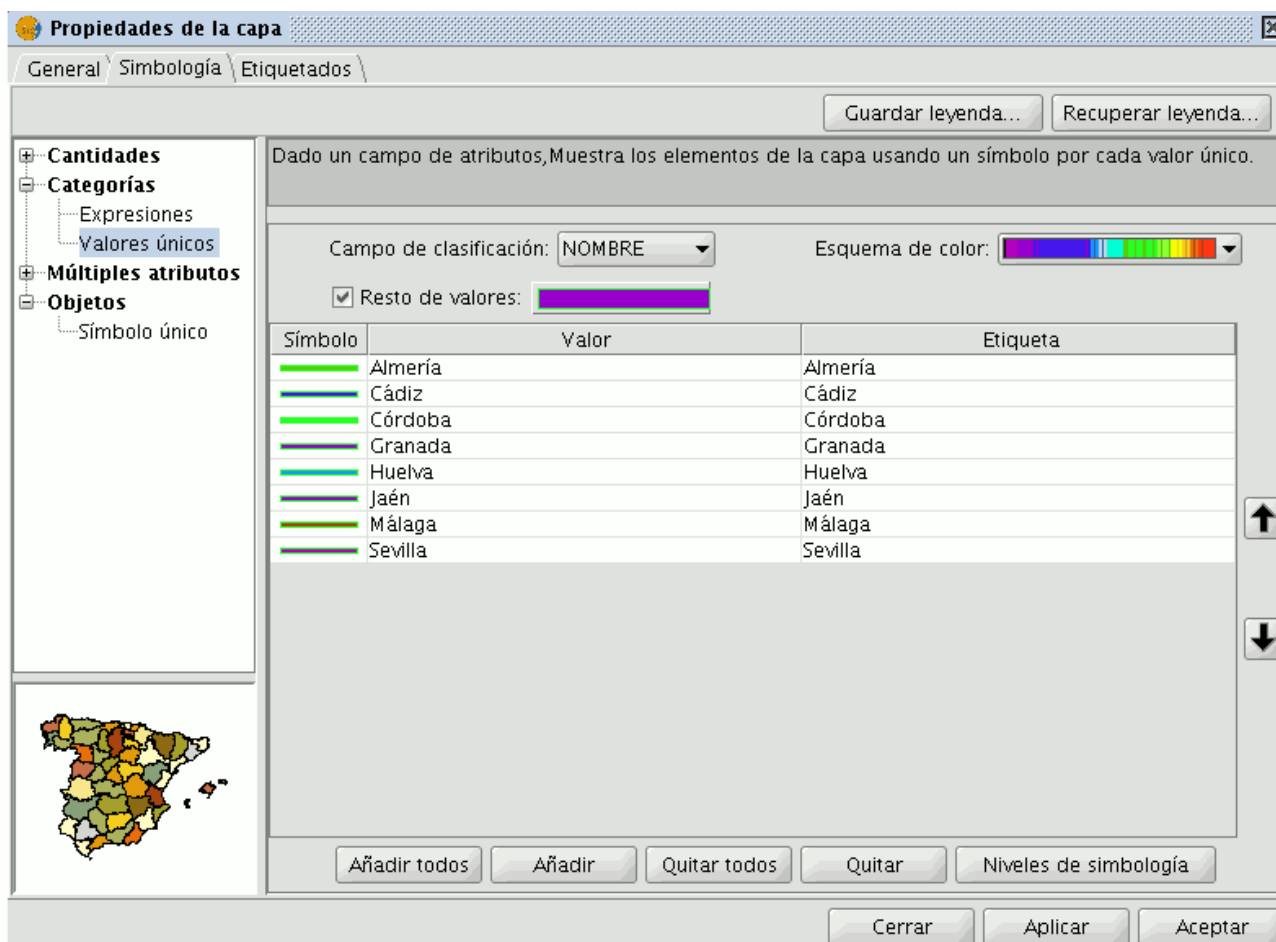 Propiedades de la capa
General Simbología Etiquetados
Guardar leyenda... Recuperar leyenda...
Cantidades
Categorías
Expresiones
Valores únicos
Múltiples atributos
Objetos
Símbolo único
Dado un campo de atributos,Muestra los elementos de la capa usando un símbolo por cada valor único.
Campo de clasificación: NOMBRE Esquema de color:
Resto de valores:
Símbolo Valor Etiqueta
Almería Almería
Cádiz Cádiz
Córdoba Córdoba
Granada Granada
Huelva Huelva
Jaén Jaén
Málaga Málaga
Sevilla Sevilla
Añadir todos Añadir Quitar todos Quitar Niveles de simbología
Cerrar Aplicar Aceptar